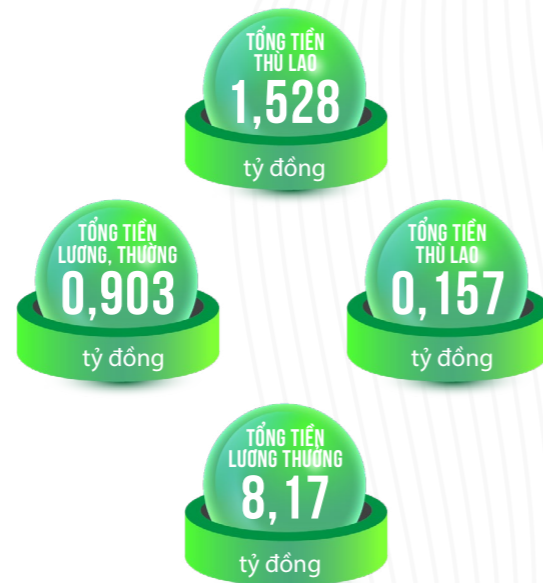 TỔNG TIỀN
THÙ LAO
1,528
tỷ đồng
TỔNG TIỀN
LƯƠNG, THƯỜNG
0,903
tỷ đồng
TỔNG TIỀN
THÙ LAO
0,157
tỷ đồng
TỔNG TIỀN
LƯƠNG THƯỞNG
8,17
tỷ đồng